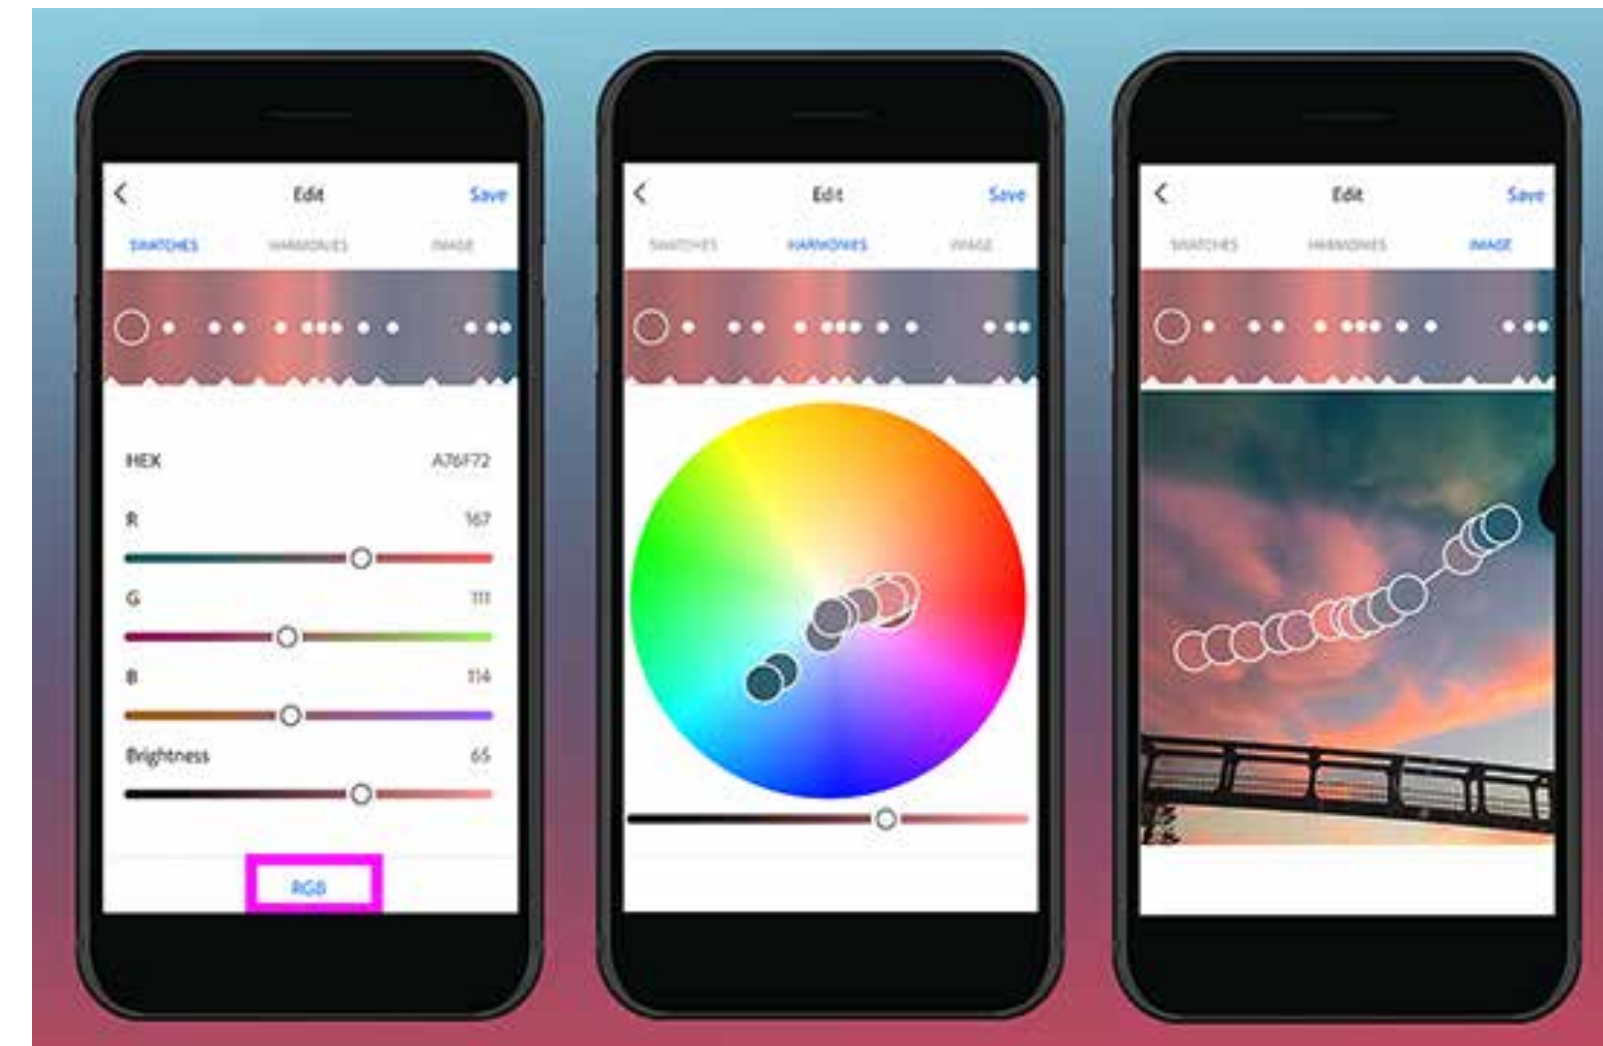 Edit Save
SWATCHES HARMONIES IMAGE
HEX A76F72
R 167
G 111
B 114
Brightness 65
RGB
Edit Save
SWATCHES HARMONIES IMAGE
Edit Save
SWATCHES HARMONIES IMAGE